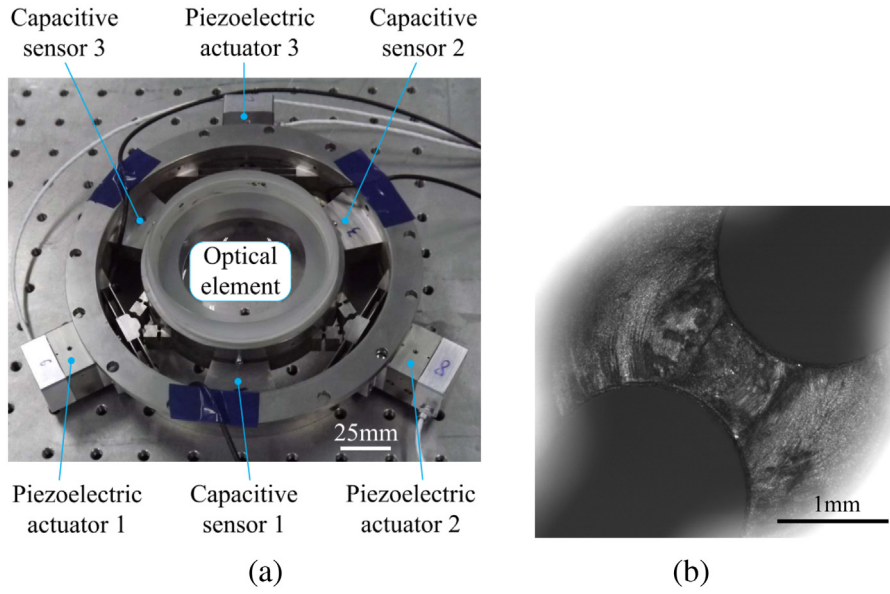 Capacitive
sensor 3
Piezoelectric
actuator 3
Capacitive
sensor 2
Optical
element
25mm
8
Piezoelectric
actuator 1
Capacitive
sensor 1
Piezoelectric
actuator 2
1mm
(a)
(b)